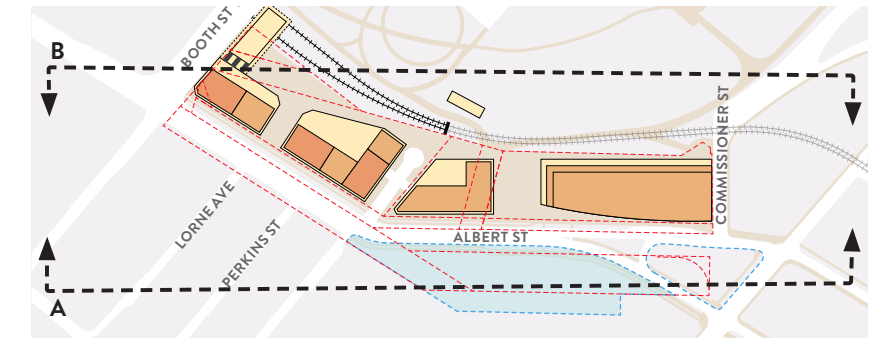 BOOTH ST
B
COMMISSIONER ST
LORNE AVE
PERKINS ST
ALBERT ST
A